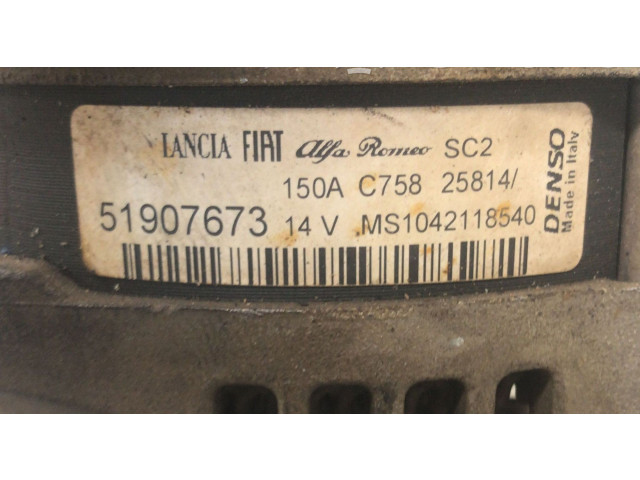 LANCIA FIAT Alfa Romeo SC2
150A C758 25814/
51907673 14 V MS1042118540
DENSO
Made in Italy